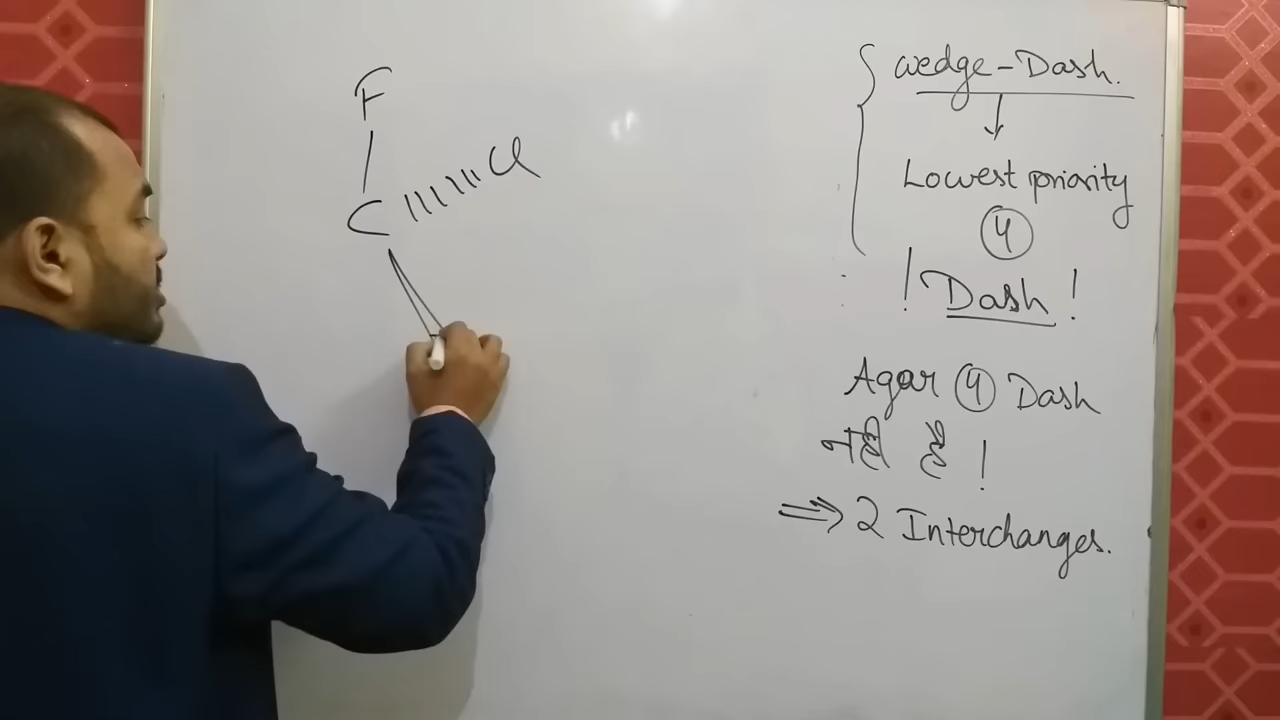 F
C Cl
wedge-Dash.
Lowest priority
4
! Dash !
Agar 4 Dash
नही है !
⇒ 2 Interchanges.